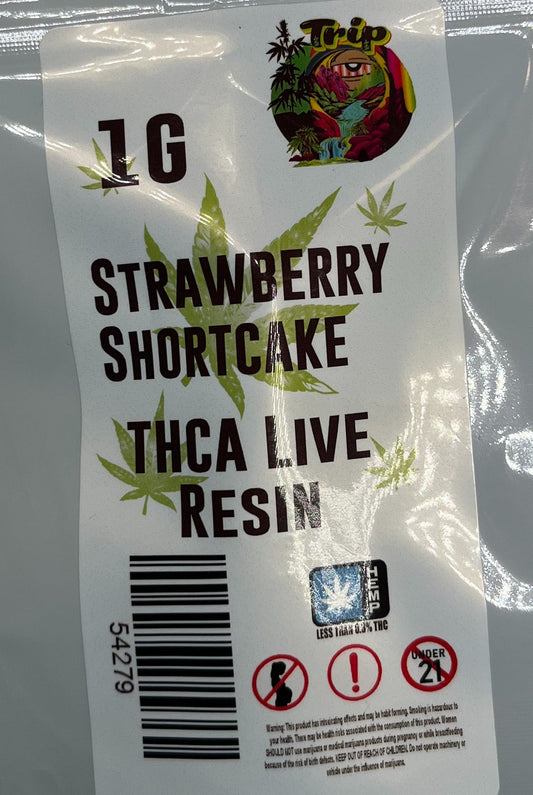 Trip
1G
STRAWBERRY
SHORTCAKE
THCA LIVE
RESIN
HEMP
LESS THAN 0.3% THC
54279
UNDER
21
Warning: This product has intoxicating effects and may be habit forming. Smoking is hazardous to
your health. There may be health risks associated with the consumption of this product. Women
SHOULD NOT use marijuana or medical marijuana products during pregnancy or while breastfeeding
because of the risk of birth defects. KEEP OUT OF REACH OF CHILDREN. Do not operate machinery or
vehicle under the influence of marijuana.